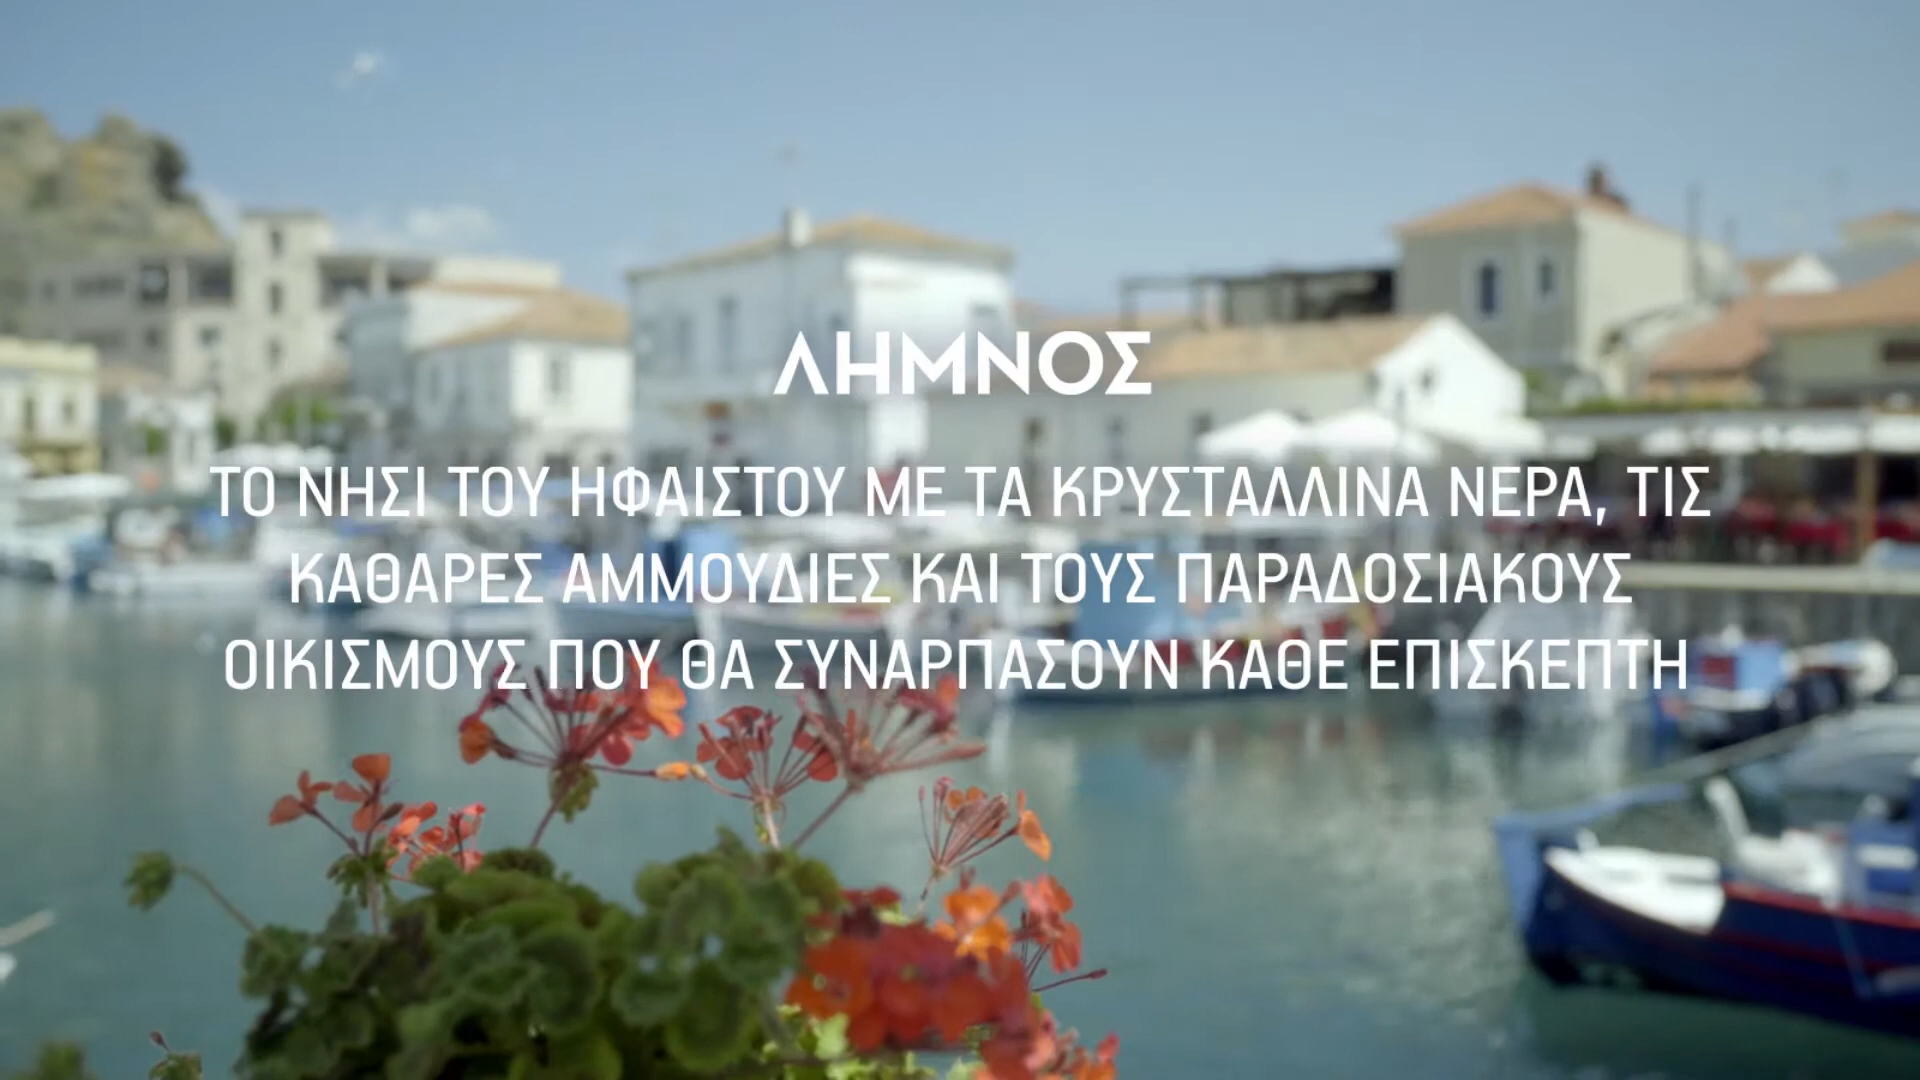 ΛΗΜΝΟΣ
ΤΟ ΝΗΣΙ ΤΟΥ ΗΦΑΙΣΤΟΥ ΜΕ ΤΑ ΚΡΥΣΤΑΛΛΙΝΑ ΝΕΡΑ, ΤΙΣ
ΚΑΘΑΡΕΣ ΑΜΜΟΥΔΙΕΣ ΚΑΙ ΤΟΥΣ ΠΑΡΑΔΟΣΙΑΚΟΥΣ
ΟΙΚΙΣΜΟΥΣ ΠΟΥ ΘΑ ΣΥΝΑΡΠΑΣΟΥΝ ΚΑΘΕ ΕΠΙΣΚΕΠΤΗ